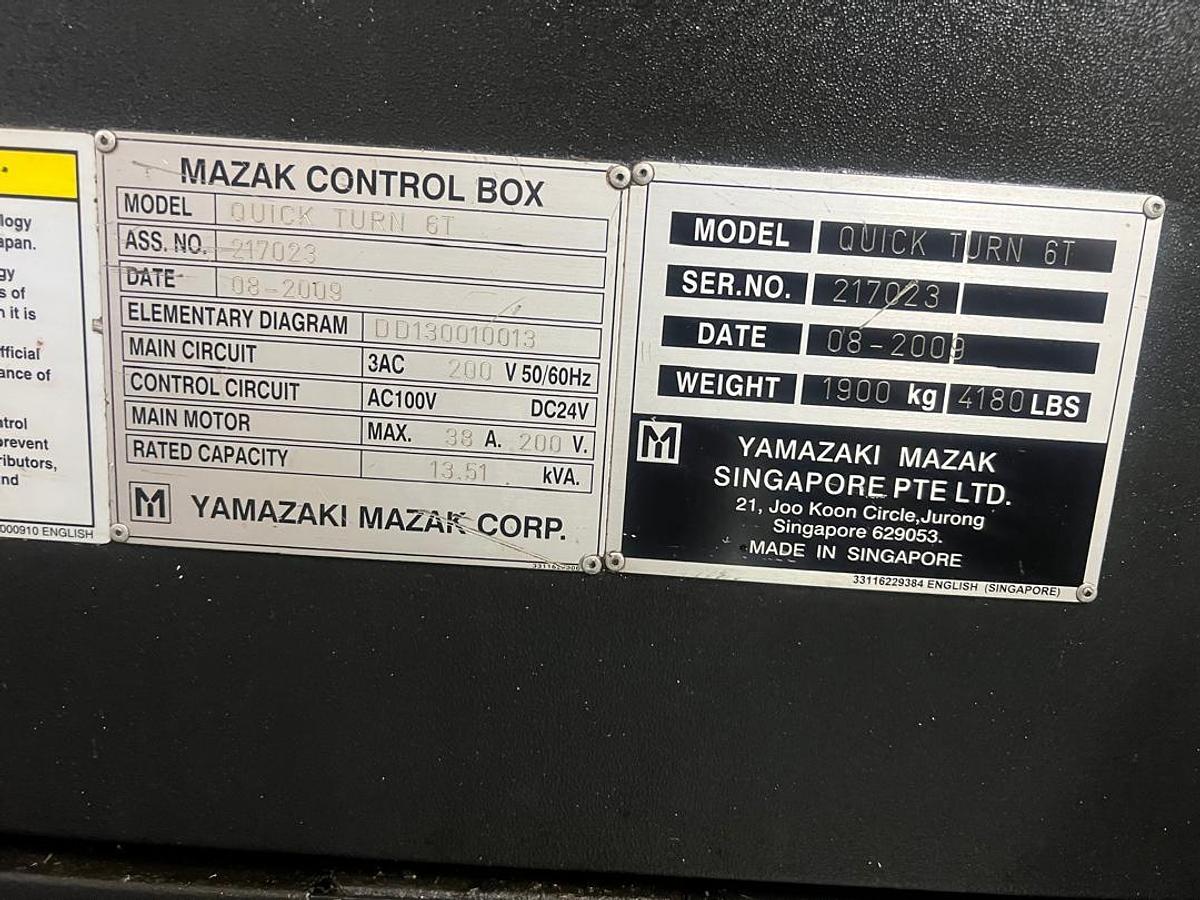 logy
apan.
gy
s of
n it is
fficial
ance of
ntrol
prevent
ributors,
nd
000910 ENGLISH
MAZAK CONTROL BOX
MODEL QUICK TURN 6T
ASS. NO. 217023
DATE 08-2009
ELEMENTARY DIAGRAM DD130010013
MAIN CIRCUIT 3AC 200 V 50/60Hz
CONTROL CIRCUIT AC100V DC24V
MAIN MOTOR MAX. 38 A. 200 V.
RATED CAPACITY 13.51 kVA.
YAMAZAKI MAZAK CORP.
MODEL QUICK TURN 6T
SER.NO. 217023
DATE 08-2009
WEIGHT 1900 kg 4180 LBS
YAMAZAKI MAZAK
SINGAPORE PTE LTD.
21, Joo Koon Circle,Jurong
Singapore 629053.
MADE IN SINGAPORE
33116229384 ENGLISH (SINGAPORE)